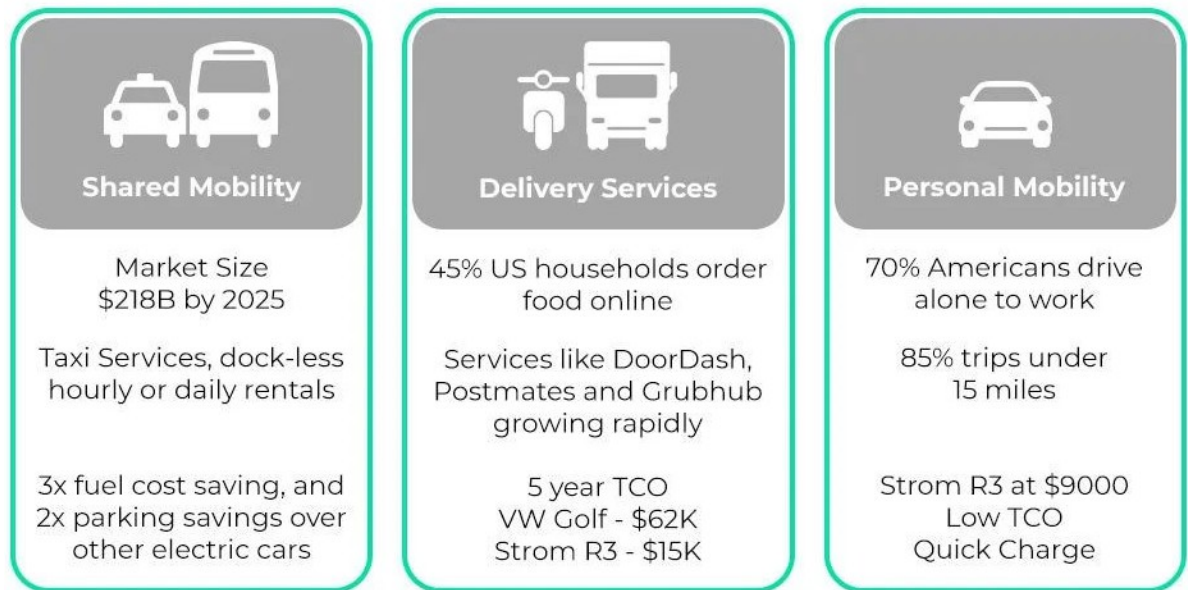 Shared Mobility
Market Size
$218B by 2025
Taxi Services, dock-less
hourly or daily rentals
3x fuel cost saving, and
2x parking savings over
other electric cars
Delivery Services
45% US households order
food online
Services like DoorDash,
Postmates and Grubhub
growing rapidly
5 year TCO
VW Golf - $62K
Strom R3 - $15K
Personal Mobility
70% Americans drive
alone to work
85% trips under
15 miles
Strom R3 at $9000
Low TCO
Quick Charge